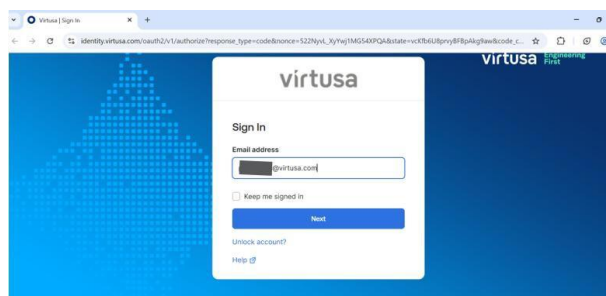 Virtusa | Sign In
identity.virtusa.com/oauth2/v1/authorize?response_type=code&nonce=522NyvL_XyYwj1MG54XPQA&state=vcKfb6U8prvyBFBpAkg9aw&code_c...
virtusa Engineering First
virtusa
Sign In
Email address
@virtusa.com
Keep me signed in
Next
Unlock account?
Help